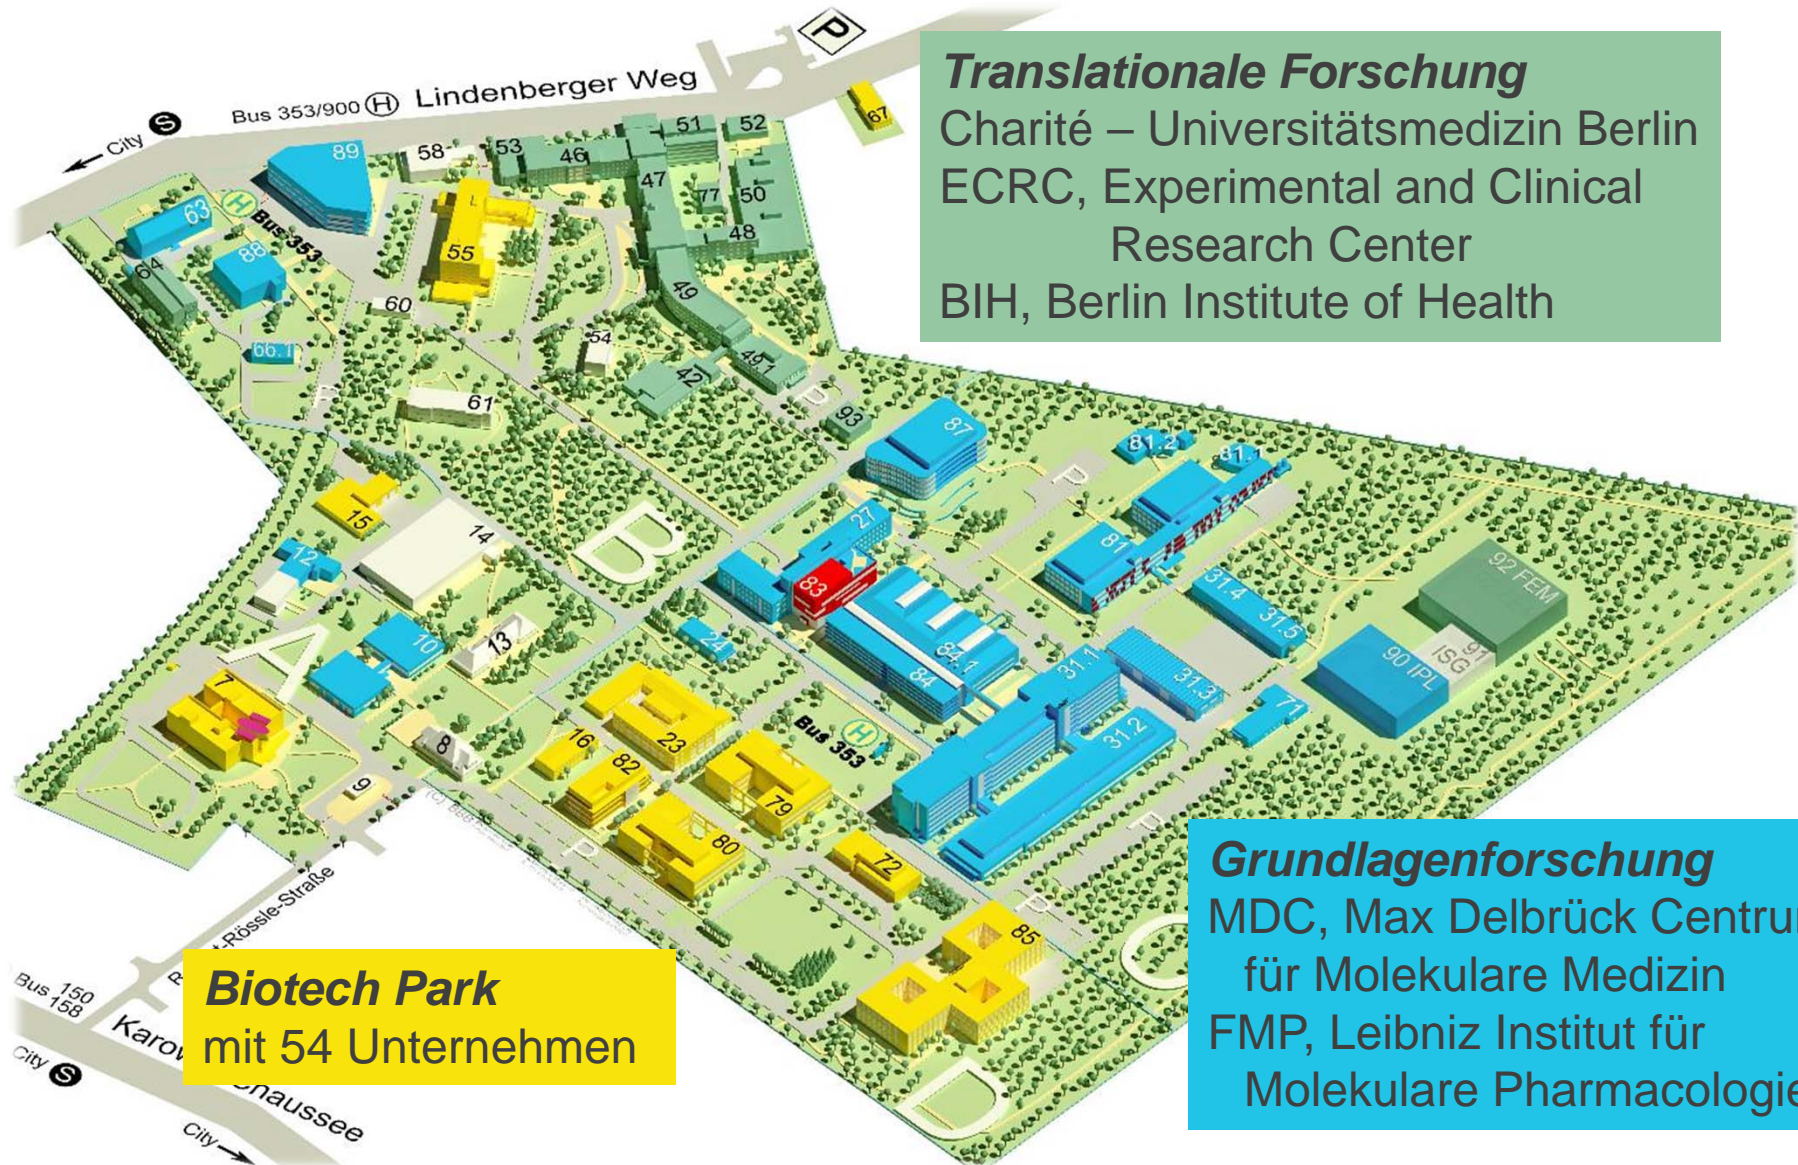 P
Bus 353/900 H Lindenberger Weg
City S
Translationale Forschung
Charité – Universitätsmedizin Berlin
ECRC, Experimental and Clinical
Research Center
BIH, Berlin Institute of Health
67
89
58
53
46
51
52
47
77
50
48
63
H
Bus 353
88
64
55
60
49
54
49.1
42
66.1
P
61
P
93
87
81.2
81.1
P
15
14
12
B
27
83
81
92 FEM
31.4
31.5
91
ISG
90 IPL
13
10
A
24
84.1
84
31.1
31.3
71
7
8
9
16
23
82
Bus 353
H
31.2
79
80
P
72
P
P
85
C
D
Grundlagenforschung
MDC, Max Delbrück Centrum
für Molekulare Medizin
FMP, Leibniz Institut für
Molekulare Pharmacologie
t-Rössle-Straße
Biotech Park
mit 54 Unternehmen
Bus 150
158
City S
Karow
chaussee
City